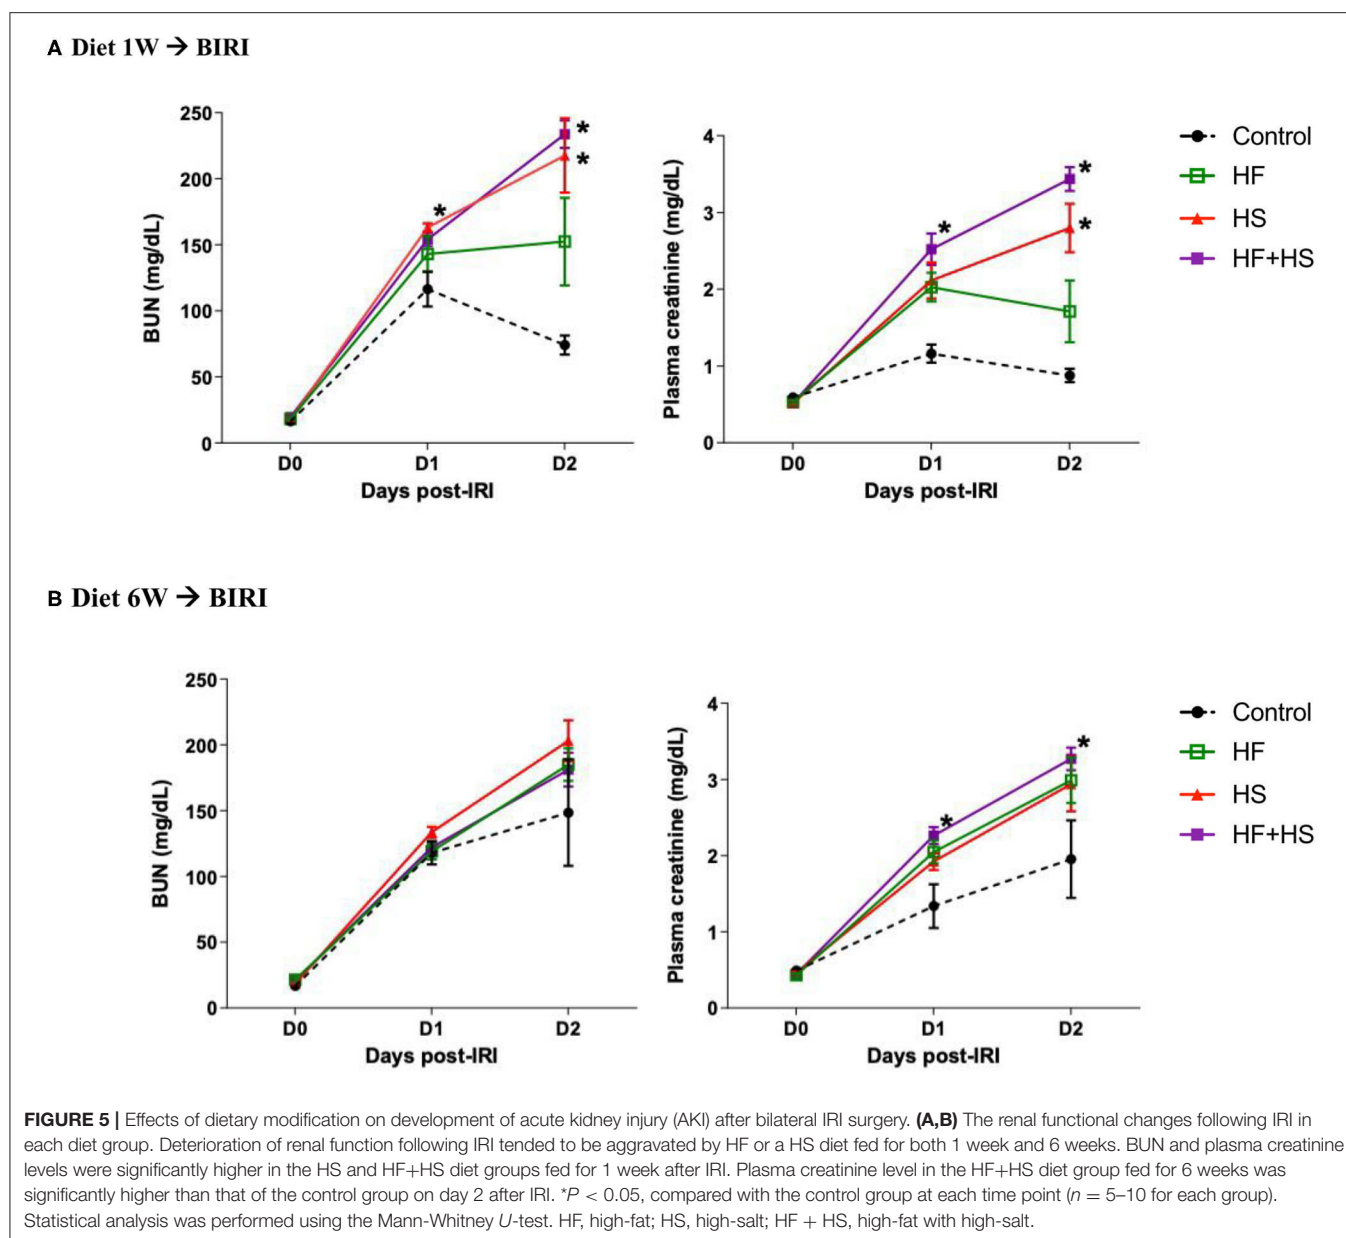 A Diet 1W → BIRI
250
200
150
100
50
0
BUN (mg/dL)
*
*
*
D0 D1 D2
Days post-IRI
4
3
2
1
0
Plasma creatinine (mg/dL)
*
*
*
D0 D1 D2
Days post-IRI
Control
HF
HS
HF+HS
B Diet 6W → BIRI
250
200
150
100
50
0
BUN (mg/dL)
D0 D1 D2
Days post-IRI
4
3
2
1
0
Plasma creatinine (mg/dL)
*
*
D0 D1 D2
Days post-IRI
Control
HF
HS
HF+HS
FIGURE 5 | Effects of dietary modification on development of acute kidney injury (AKI) after bilateral IRI surgery. (A,B) The renal functional changes following IRI in
each diet group. Deterioration of renal function following IRI tended to be aggravated by HF or a HS diet fed for both 1 week and 6 weeks. BUN and plasma creatinine
levels were significantly higher in the HS and HF+HS diet groups fed for 1 week after IRI. Plasma creatinine level in the HF+HS diet group fed for 6 weeks was
significantly higher than that of the control group on day 2 after IRI. *P < 0.05, compared with the control group at each time point (n = 5–10 for each group).
Statistical analysis was performed using the Mann-Whitney U-test. HF, high-fat; HS, high-salt; HF + HS, high-fat with high-salt.